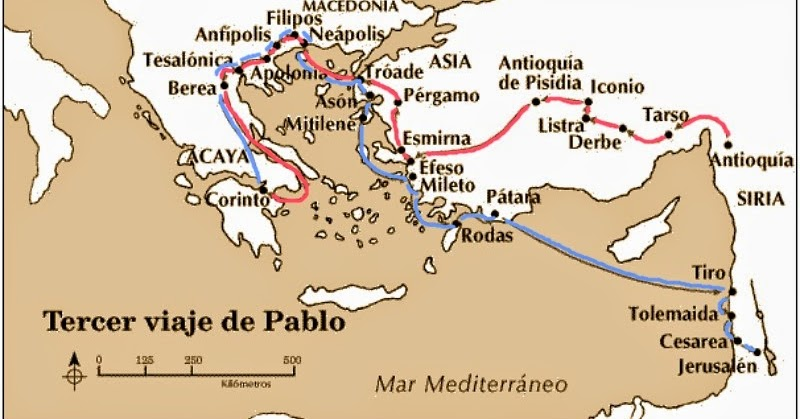 MACEDONIA
Filipos
Anfípolis
Neápolis
Tesalónica
Apolonia
Berea
Tróade
ASIA
Asón
Pérgamo
Mitilene
Antioquía
de Pisidia
Iconio
Listra
Derbe
Tarso
Antioquía
SIRIA
Esmirna
ACAYA
Éfeso
Mileto
Corinto
Pátara
Rodas
Tiro
Tolemaida
Cesarea
Jerusalén
Tercer viaje de Pablo
0 125 250 500
Kilómetros
Mar Mediterráneo